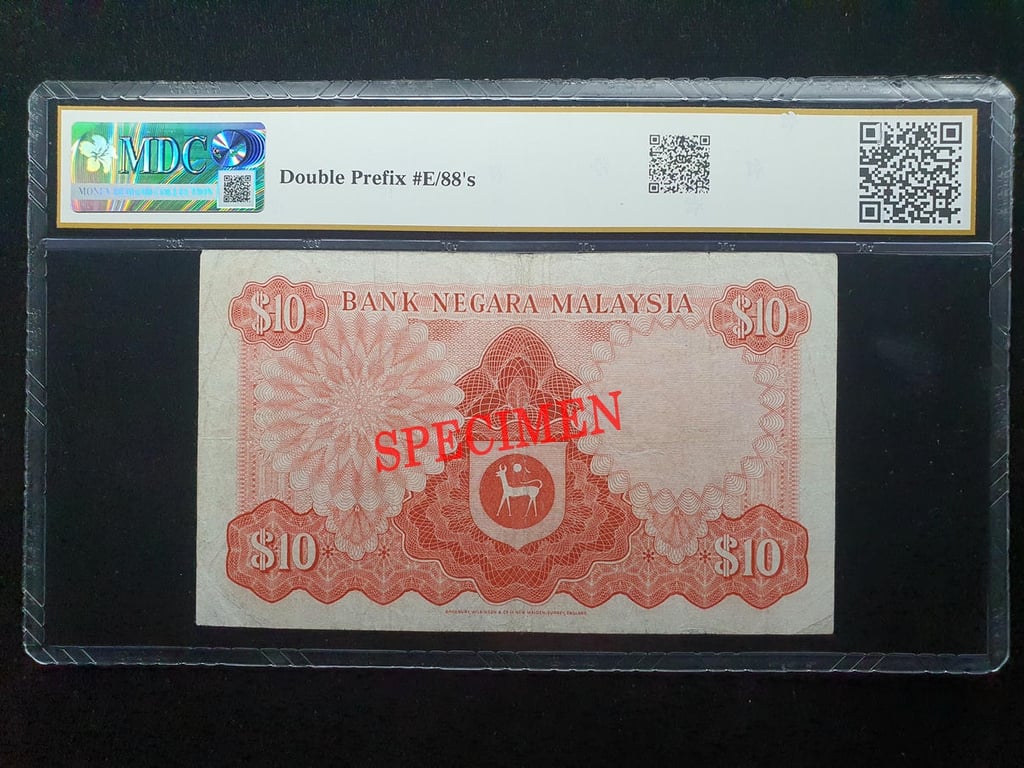 MDC
Double Prefix #E/88's
$10 BANK NEGARA MALAYSIA $10
SPECIMEN
$10 $10